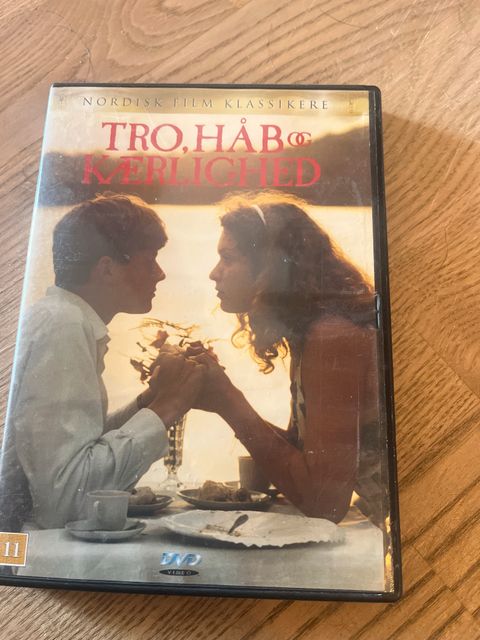 NORDISK FILM KLASSIKERE
TRO, HÅB OG
KÆRLIGHED
11
DVD
VIDEO